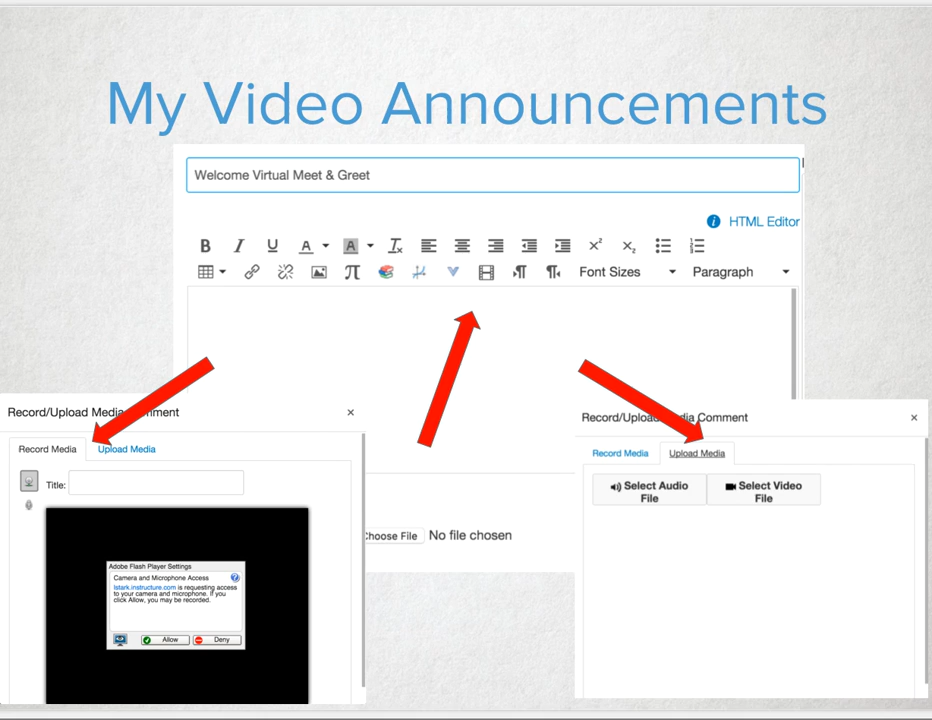 My Video Announcements
Welcome Virtual Meet & Greet
HTML Editor
Font Sizes
Paragraph
Record/Upload Media
Record Media
Upload Media
Title:
Adobe Flash Player Settings
Camera and Microphone Access
lstark.instructure.com is requesting access
to your camera and microphone. If you
click Allow, you may be recorded.
Allow
Deny
Choose File
No file chosen
Record/Upload Media Comment
Record Media
Upload Media
Select Audio
File
Select Video
File